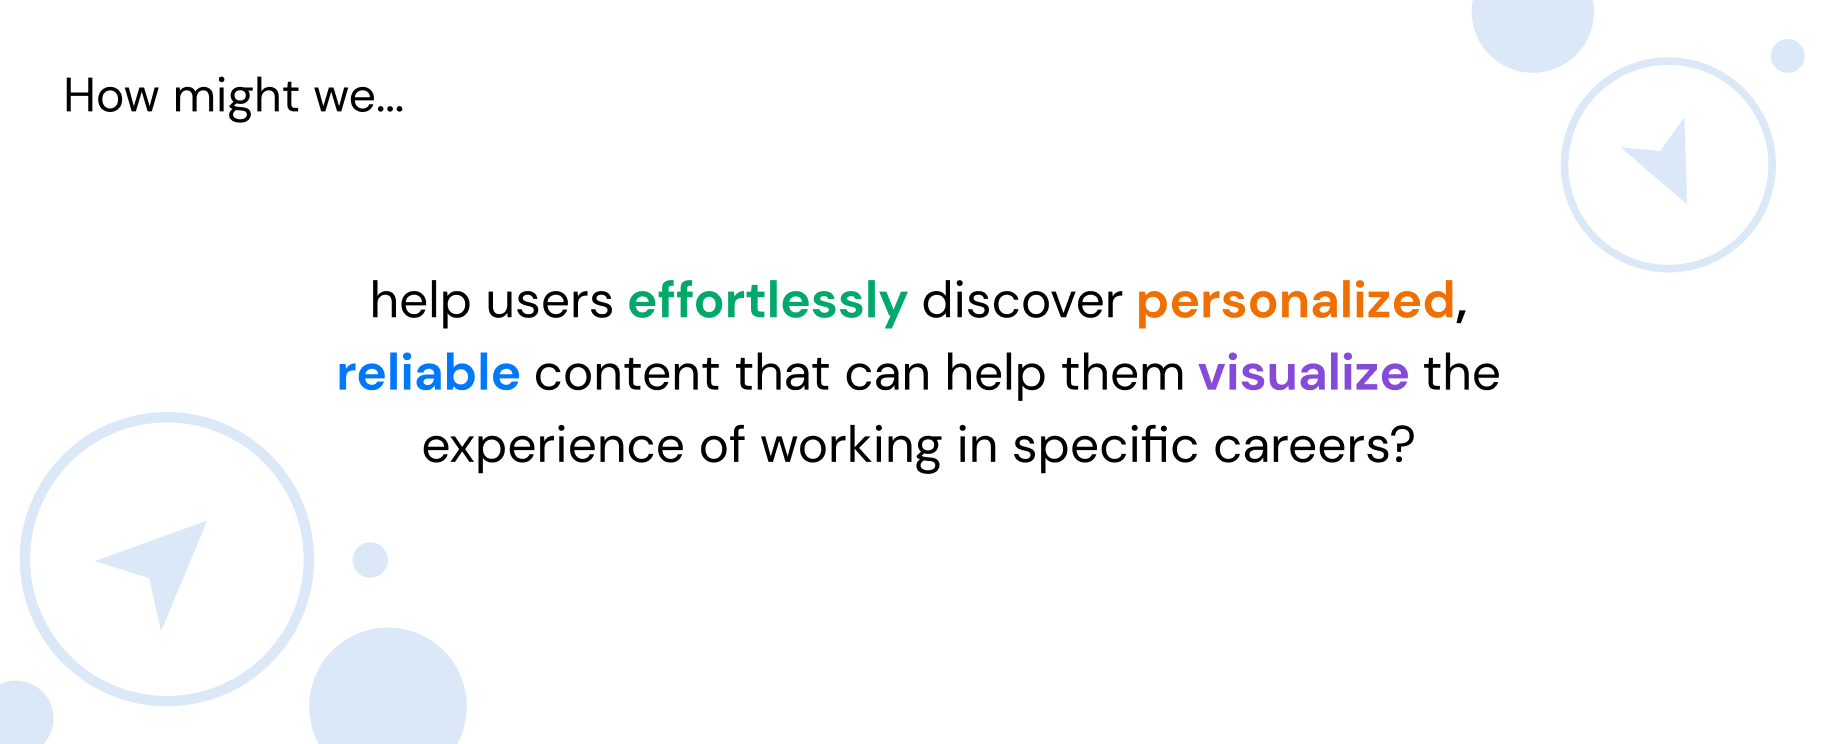 How might we...
help users effortlessly discover personalized,
reliable content that can help them visualize the
experience of working in specific careers?